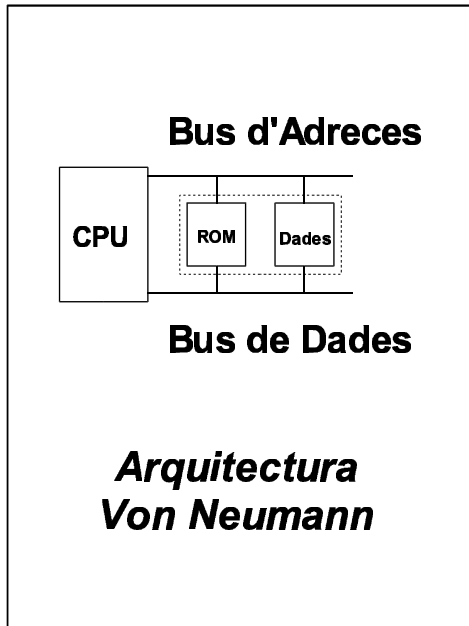 Bus d'Adreces
CPU
ROM
Dades
Bus de Dades
Arquitectura
Von Neumann